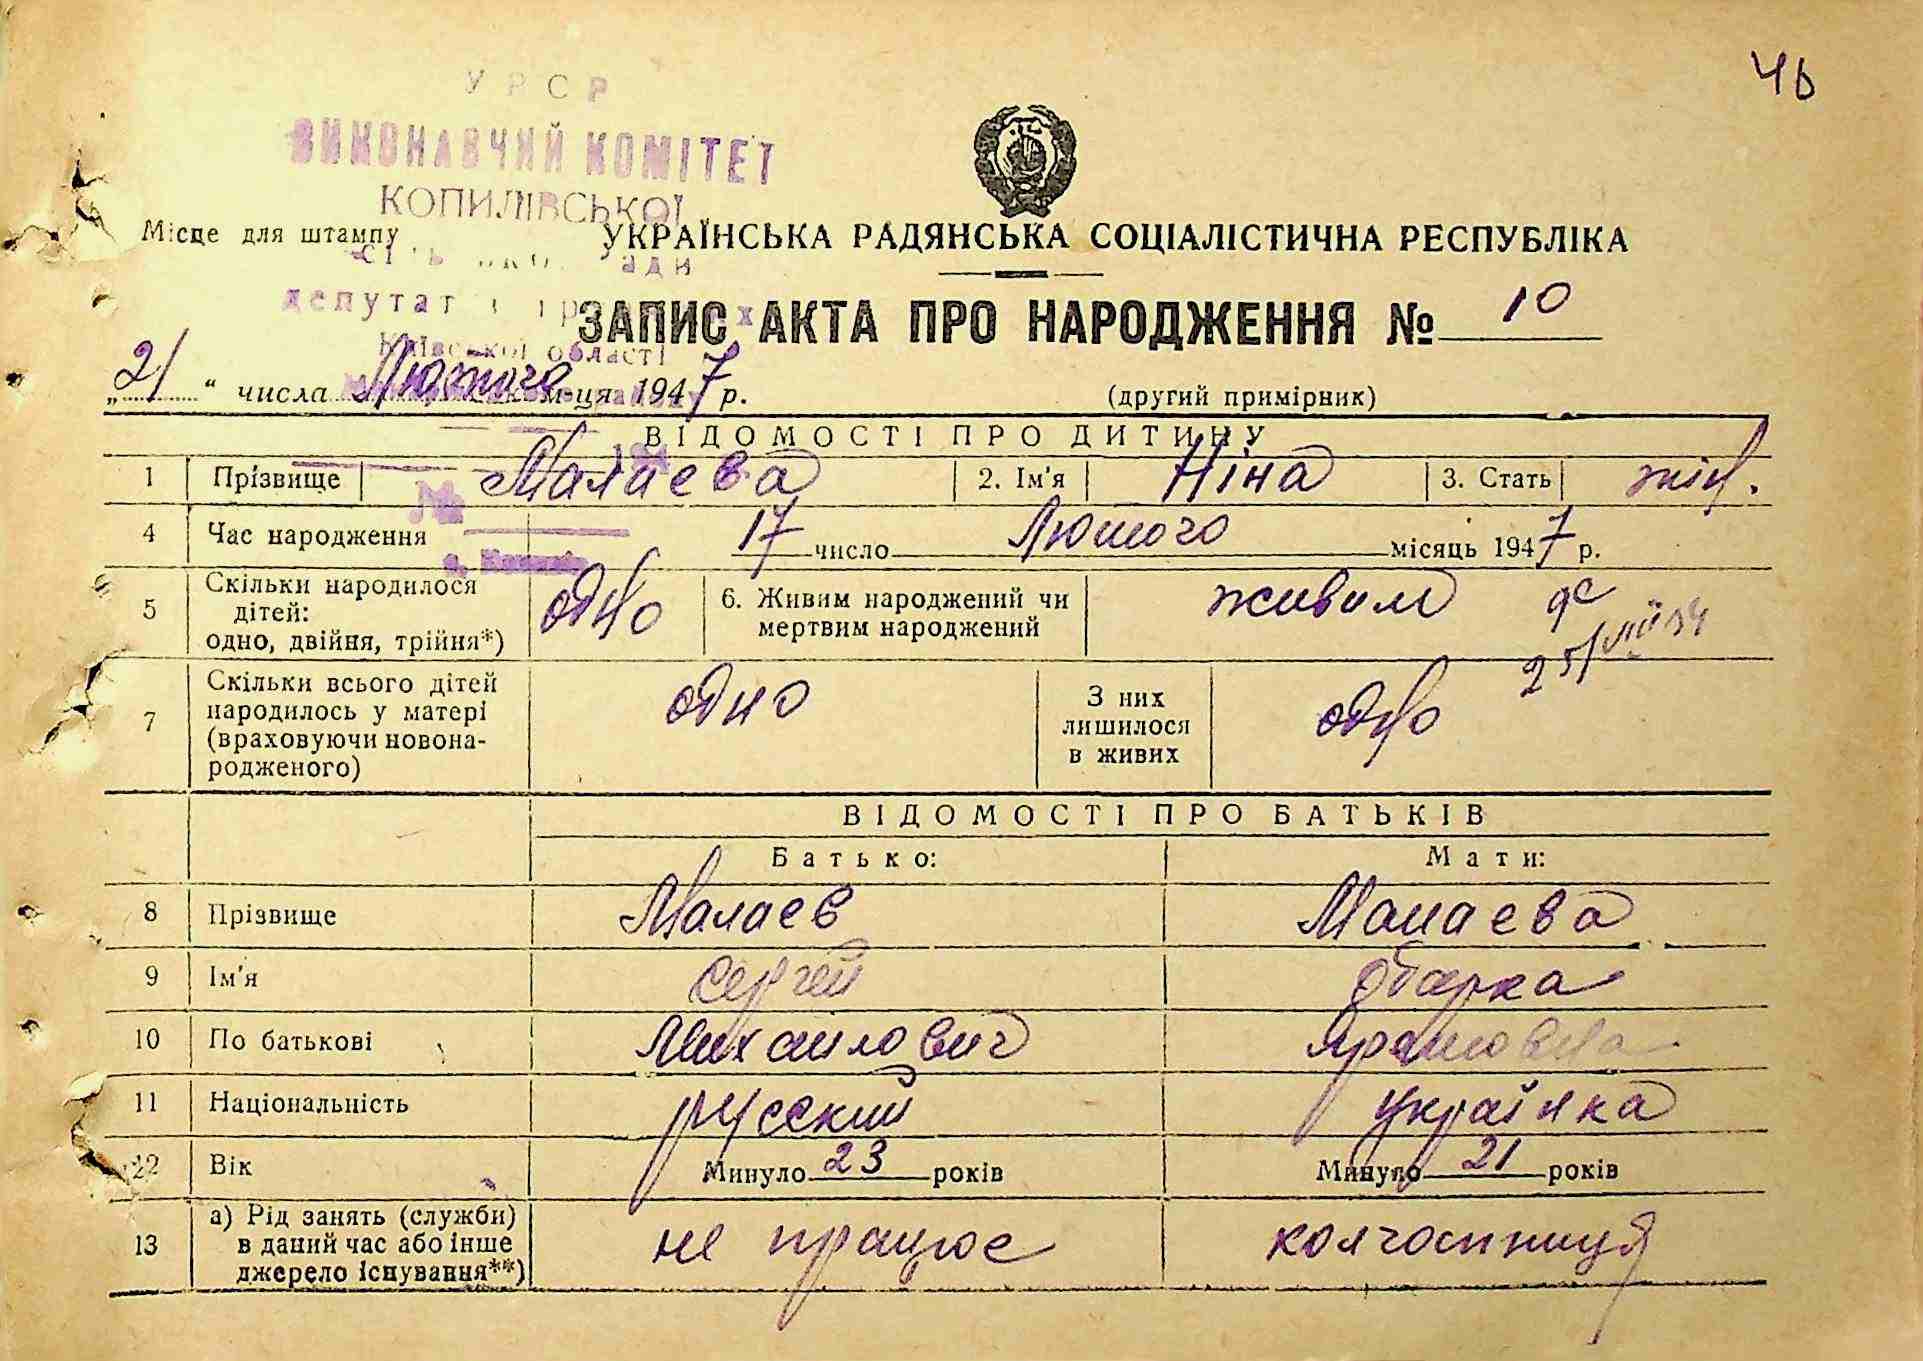 46
УРСР
ВИКОНАВЧИЙ КОМІТЕТ
КОПИЛІВСЬКОЇ
Місце для штампу
УКРАЇНСЬКА РАДЯНСЬКА СОЦІАЛІСТИЧНА РЕСПУБЛІКА
ЗАПИС АКТА ПРО НАРОДЖЕННЯ № 10
Київської області
„21“ числа Лютого м-ця 1947 р. (другий примірник)
ВІДОМОСТІ ПРО ДИТИНУ
1 Прізвище Малаева 2. Ім'я Ніна 3. Стать жін.
№
4 Час народження 17 число Лютого місяць 1947 р.
5 Скільки народилося дітей: одно, двійня, трійня*) одно 6. Живим народжений чи мертвим народжений живим
7 Скільки всього дітей народилось у матері (враховуючи новонародженого) одно З них лишилося в живих одно
ВІДОМОСТІ ПРО БАТЬКІВ
Батько: Мати:
8 Прізвище Малаев Малаева
9 Ім'я Сергей Одарка
10 По батькові Михайлович
11 Національність русский українка
12 Вік Минуло 23 років Минуло 21 років
13 а) Рід занять (служби) в даний час або інше джерело існування**) не працює колгоспниця